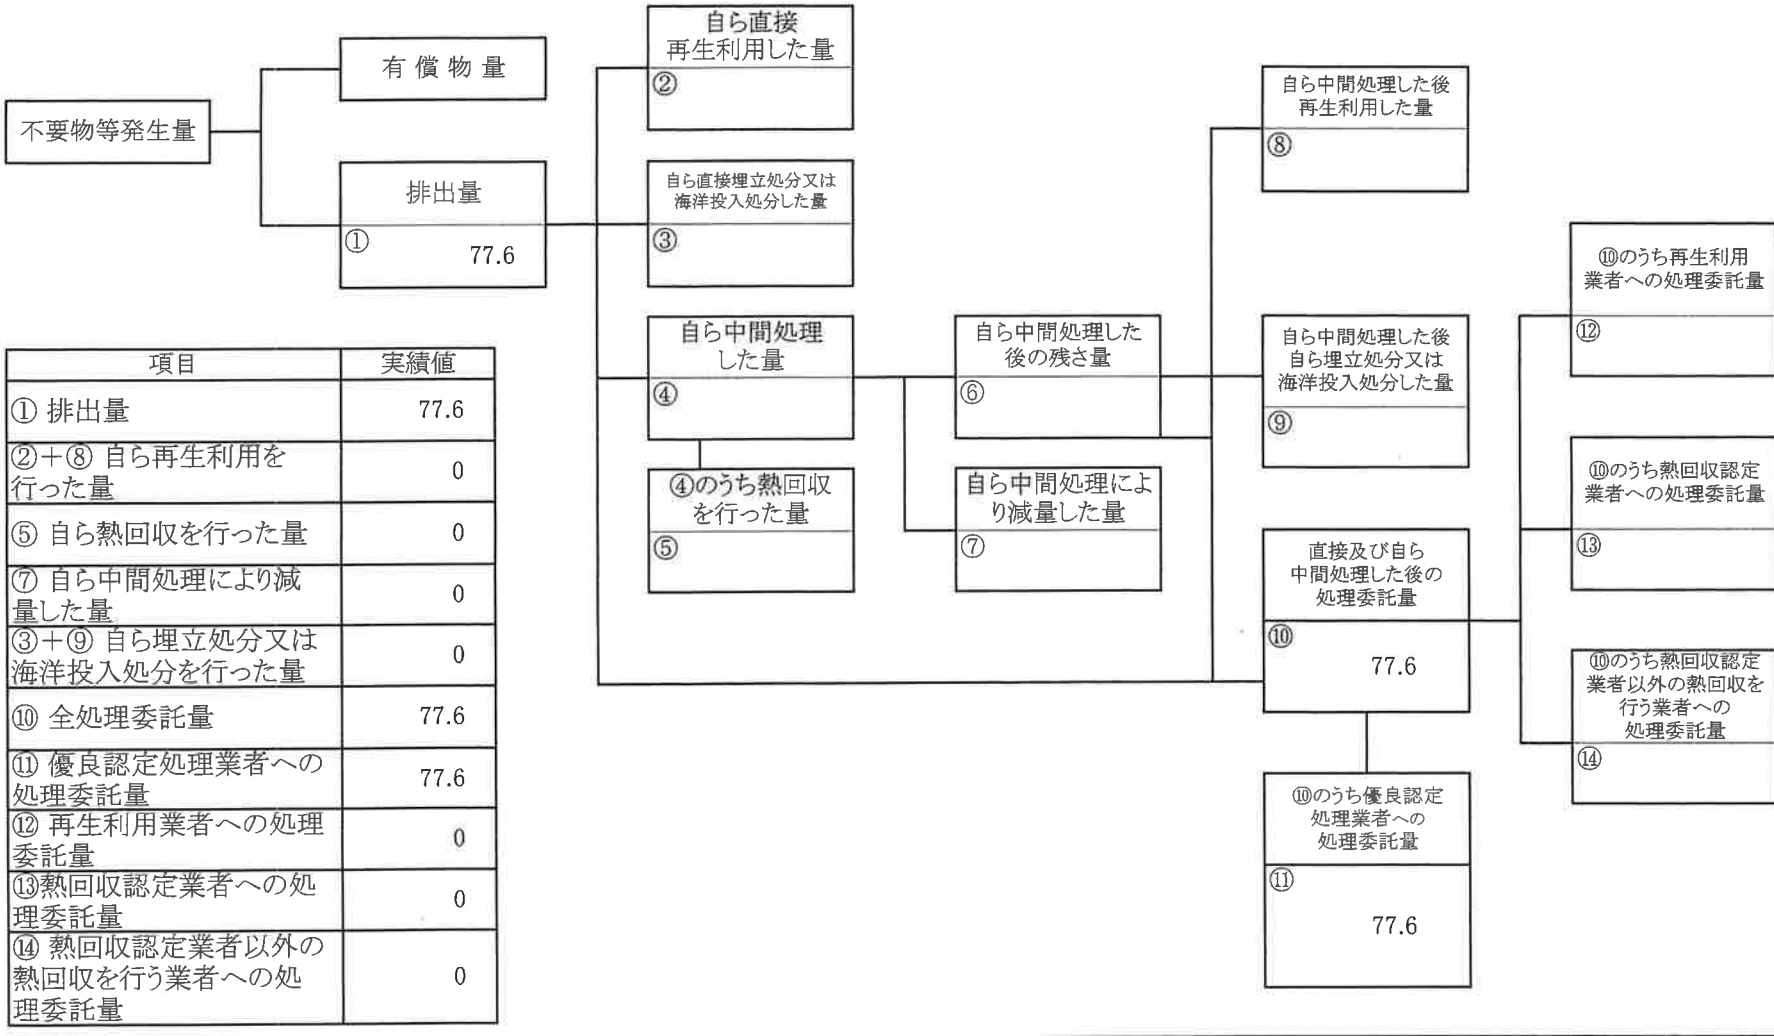 自ら直接
再生利用した量
②
有償物量
不要物等発生量
排出量
①
77.6
自ら直接埋立処分又は
海洋投入処分した量
③
自ら中間処理した後
再生利用した量
⑧
自ら中間処理
した量
④
自ら中間処理した
後の残さ量
⑥
自ら中間処理した後
自ら埋立処分又は
海洋投入処分した量
⑨
⑩のうち再生利用
業者への処理委託量
⑫
④のうち熱回収
を行った量
⑤
自ら中間処理によ
り減量した量
⑦
⑩のうち熱回収認定
業者への処理委託量
⑬
直接及び自ら
中間処理した後の
処理委託量
⑩
77.6
⑩のうち熱回収認定
業者以外の熱回収を
行う業者への
処理委託量
⑭
⑩のうち優良認定
処理業者への
処理委託量
⑪
77.6
項目 実績値
① 排出量 77.6
②＋⑧ 自ら再生利用を
行った量 0
⑤ 自ら熱回収を行った量 0
⑦ 自ら中間処理により減
量した量 0
③＋⑨ 自ら埋立処分又は
海洋投入処分を行った量 0
⑩ 全処理委託量 77.6
⑪ 優良認定処理業者への
処理委託量 77.6
⑫ 再生利用業者への処理
委託量 0
⑬熱回収認定業者への処
理委託量 0
⑭ 熱回収認定業者以外の
熱回収を行う業者への処
理委託量 0